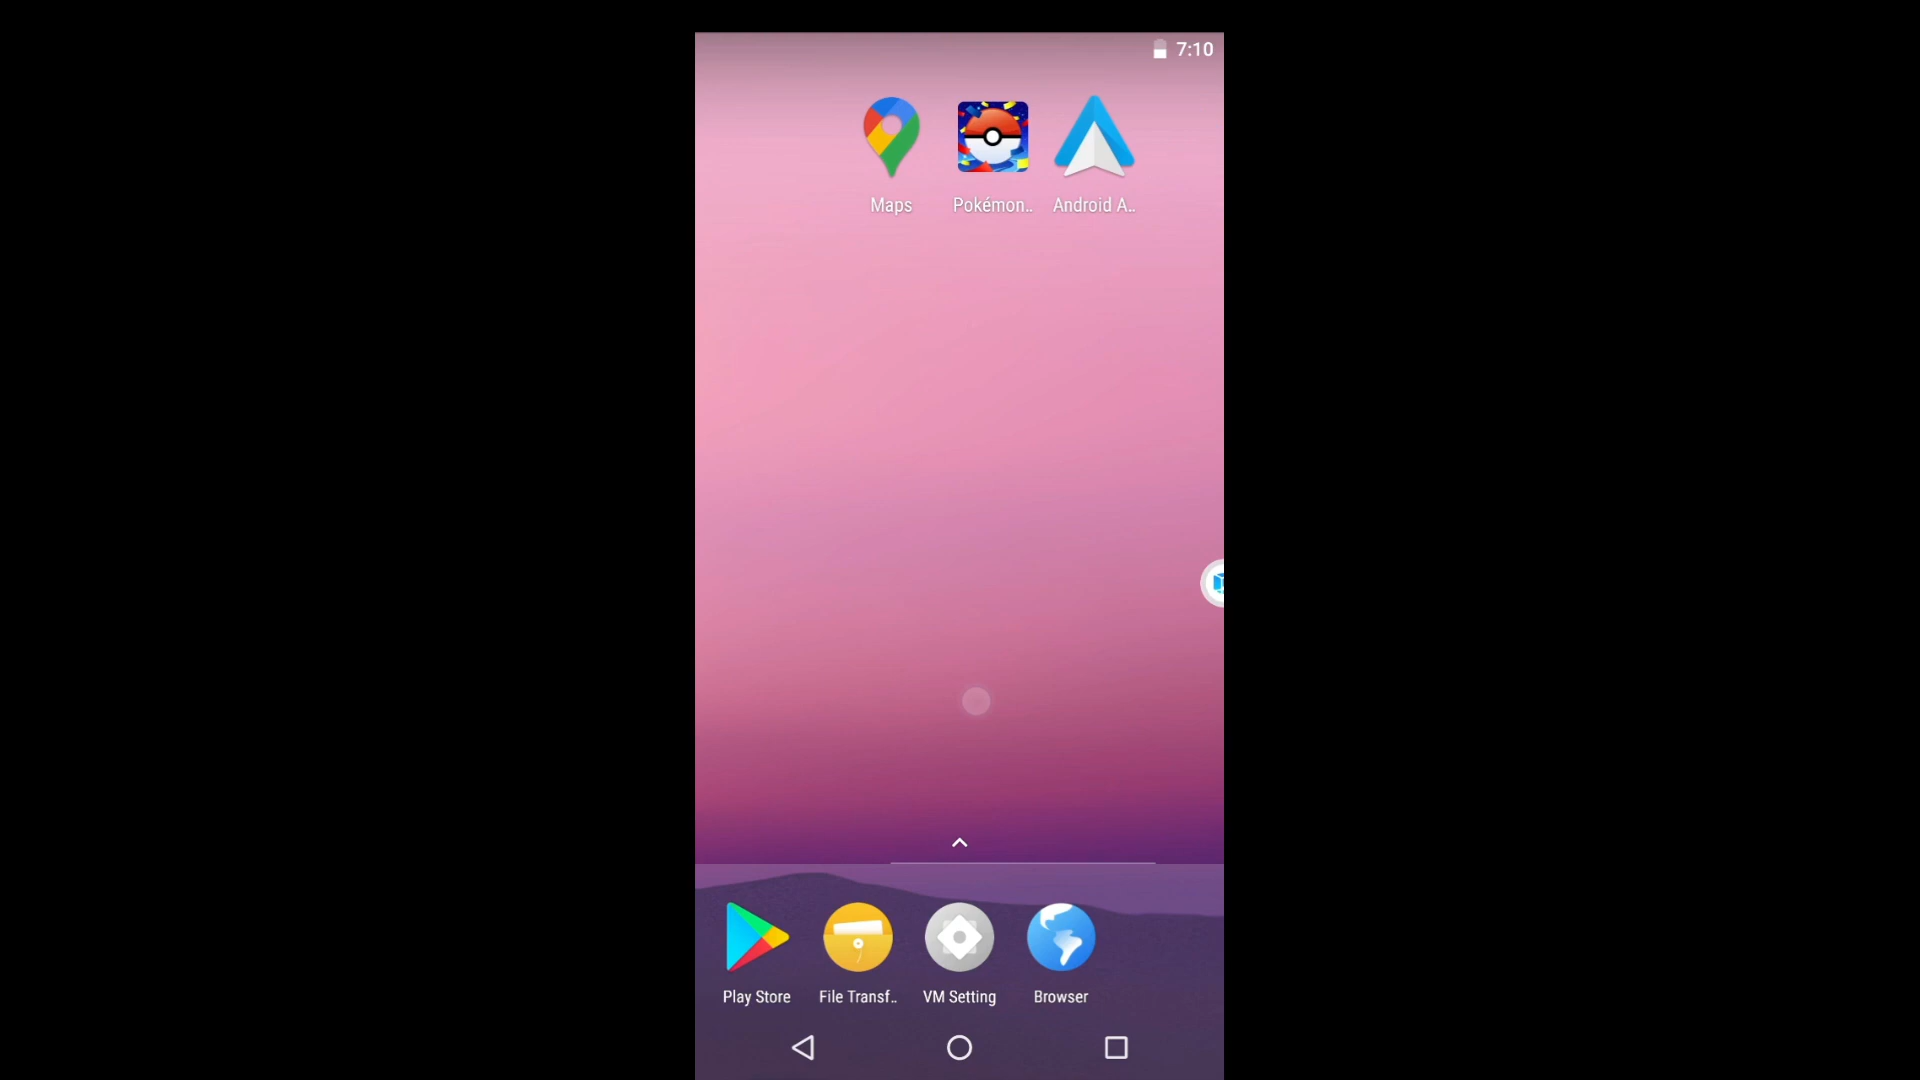 7:10
Maps Pokémon.. Android A..
Play Store File Transf.. VM Setting Browser